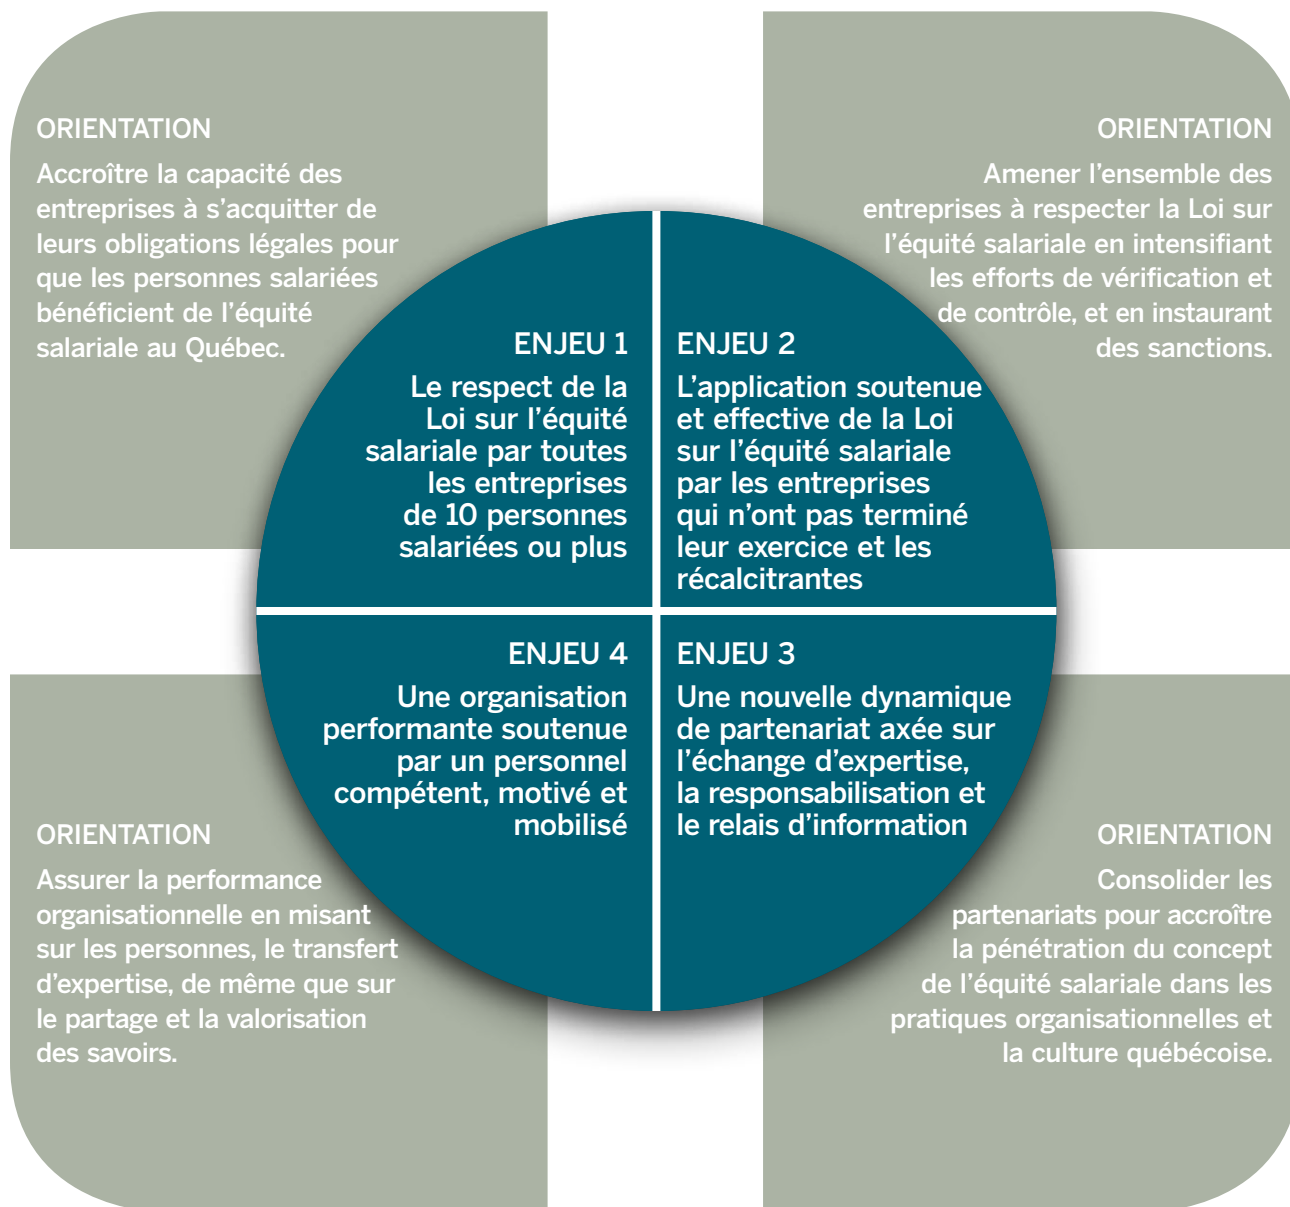 ORIENTATION
Accroître la capacité des
entreprises à s'acquitter de
leurs obligations légales pour
que les personnes salariées
bénéficient de l'équité
salariale au Québec.
ORIENTATION
Amener l'ensemble des
entreprises à respecter la Loi sur
l'équité salariale en intensifiant
les efforts de vérification et
de contrôle, et en instaurant
des sanctions.
ENJEU 1
Le respect de la
Loi sur l'équité
salariale par toutes
les entreprises
de 10 personnes
salariées ou plus
ENJEU 2
L'application soutenue
et effective de la Loi
sur l'équité salariale
par les entreprises
qui n'ont pas terminé
leur exercice et les
récalcitrantes
ENJEU 4
Une organisation
performante soutenue
par un personnel
compétent, motivé et
mobilisé
ENJEU 3
Une nouvelle dynamique
de partenariat axée sur
l'échange d'expertise,
la responsabilisation et
le relais d'information
ORIENTATION
Assurer la performance
organisationnelle en misant
sur les personnes, le transfert
d'expertise, de même que sur
le partage et la valorisation
des savoirs.
ORIENTATION
Consolider les
partenariats pour accroître
la pénétration du concept
de l'équité salariale dans les
pratiques organisationnelles et
la culture québécoise.